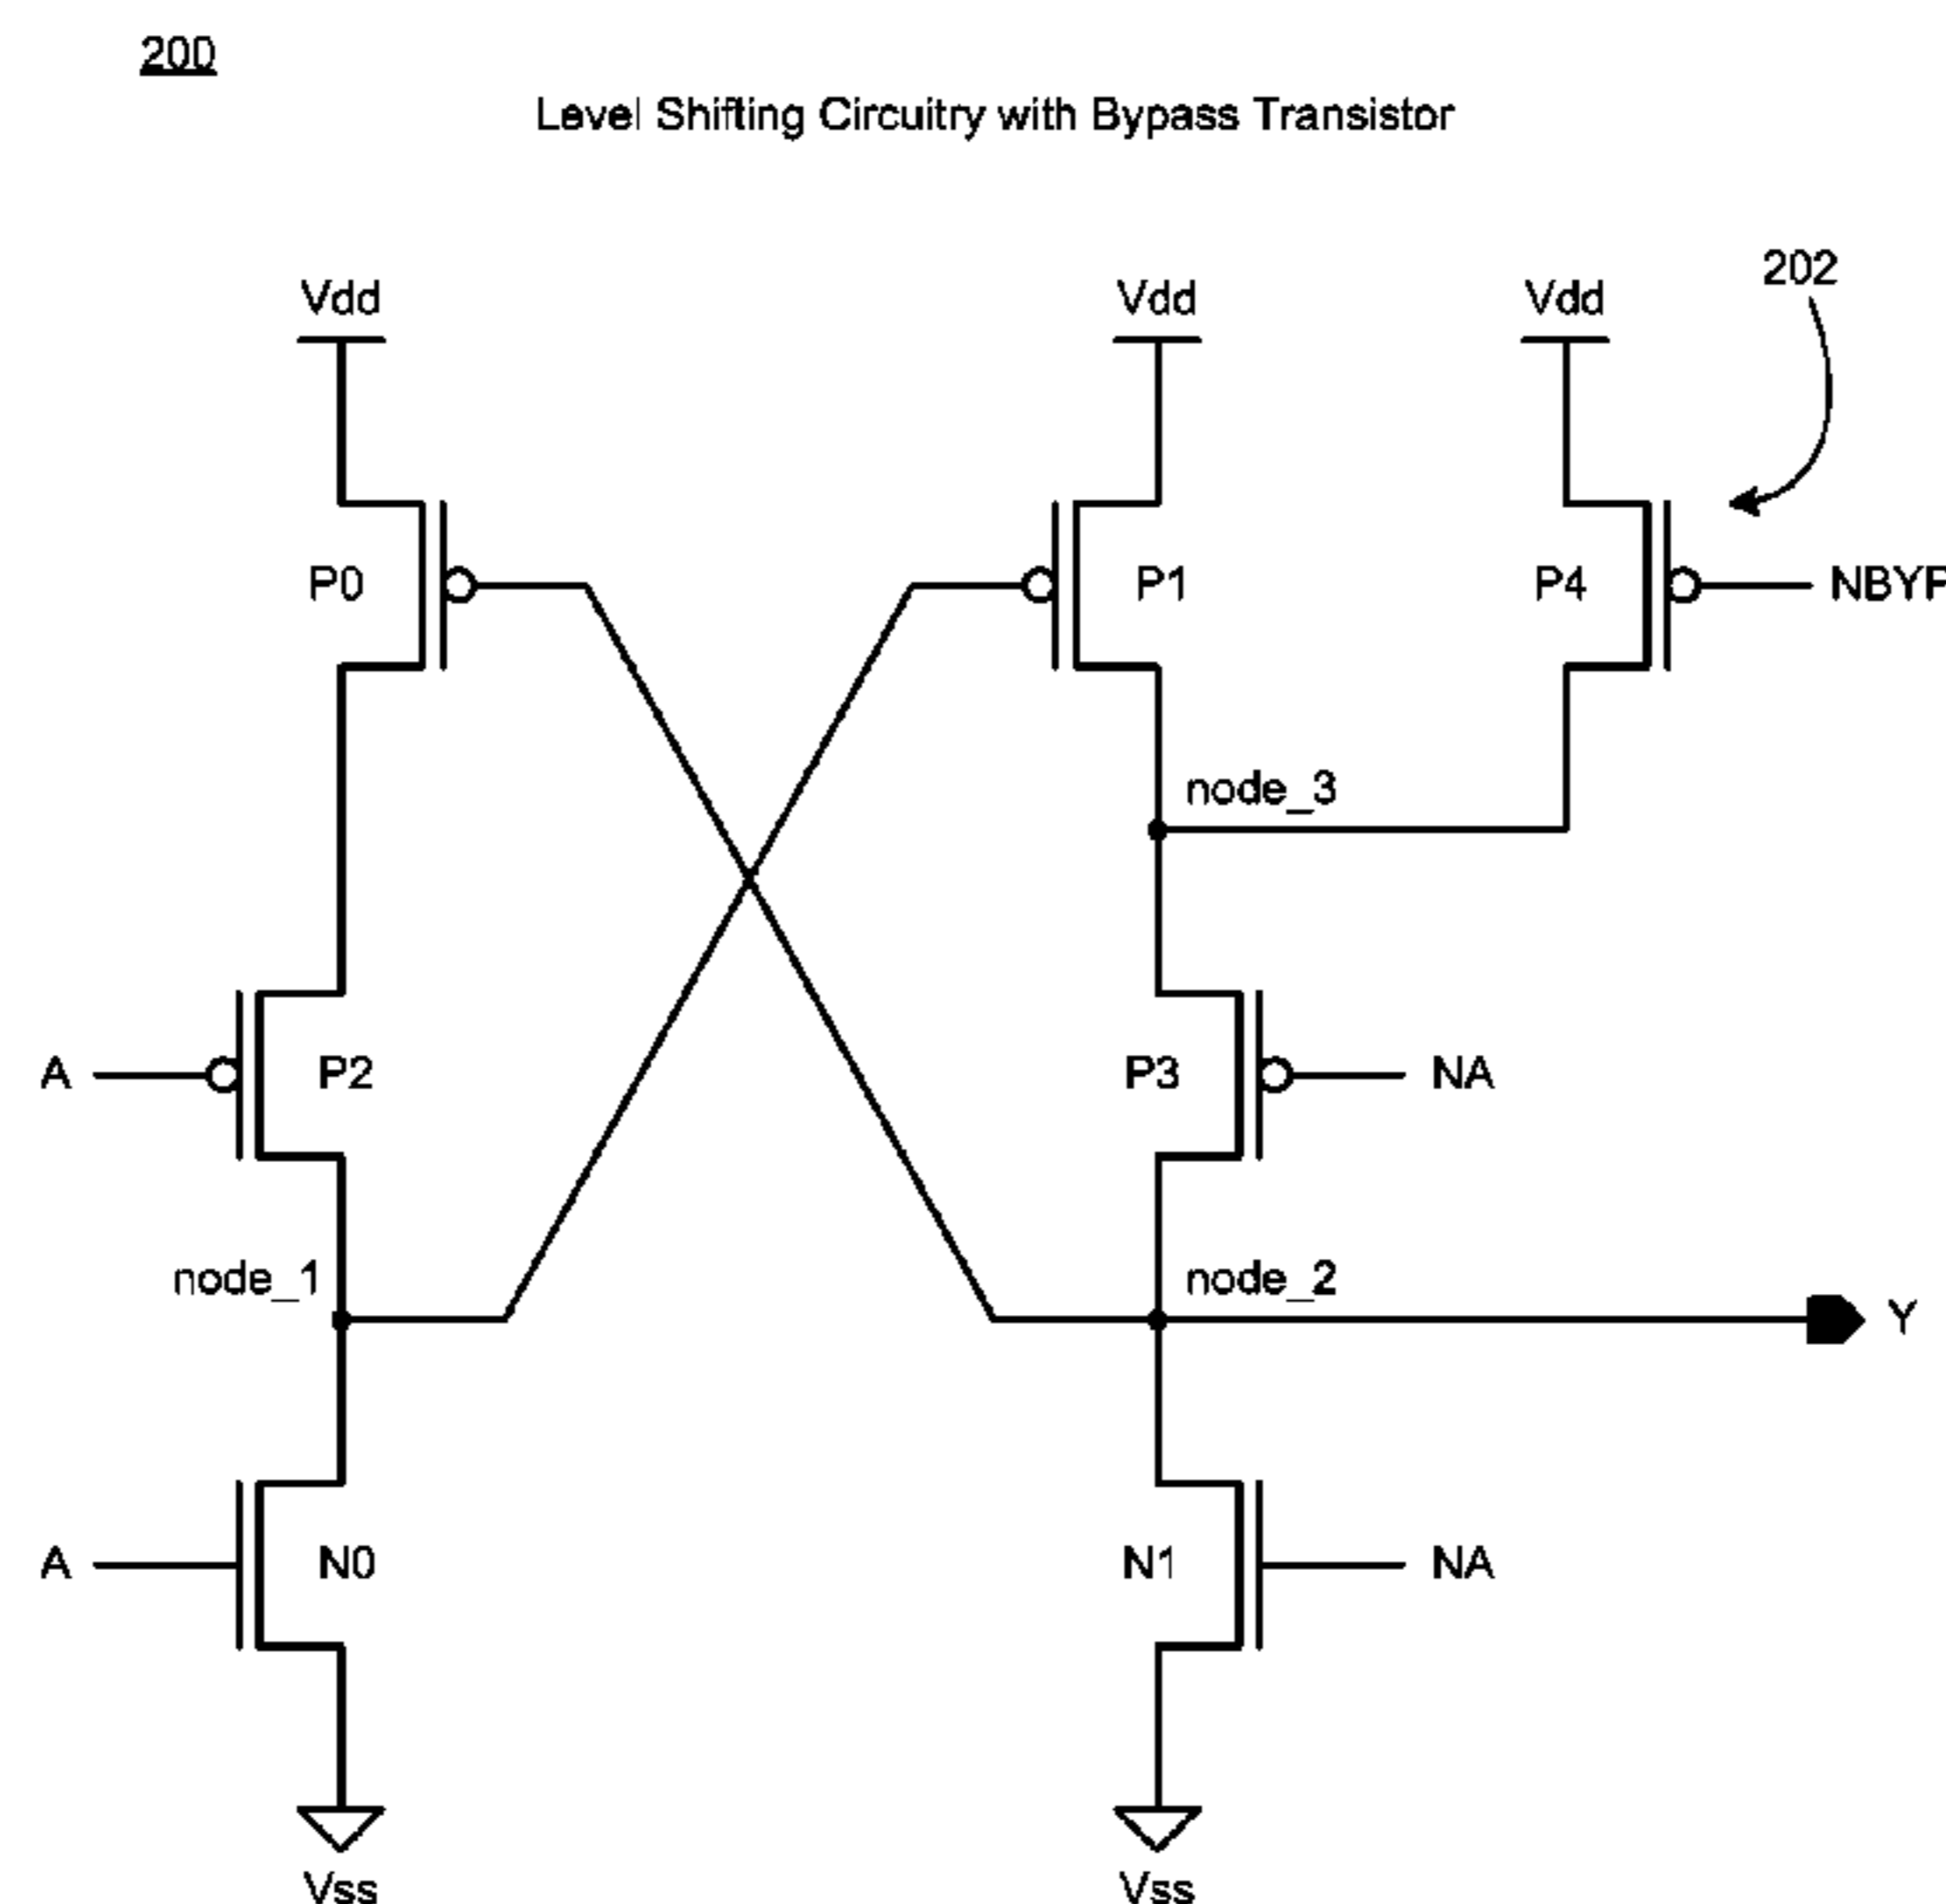 200
Level Shifting Circuitry with Bypass Transistor
Vdd Vdd Vdd 202
P0 P1 P4 NBYP
node_3
A P2 P3 NA
node_1 node_2 Y
A N0 N1 NA
Vss Vss